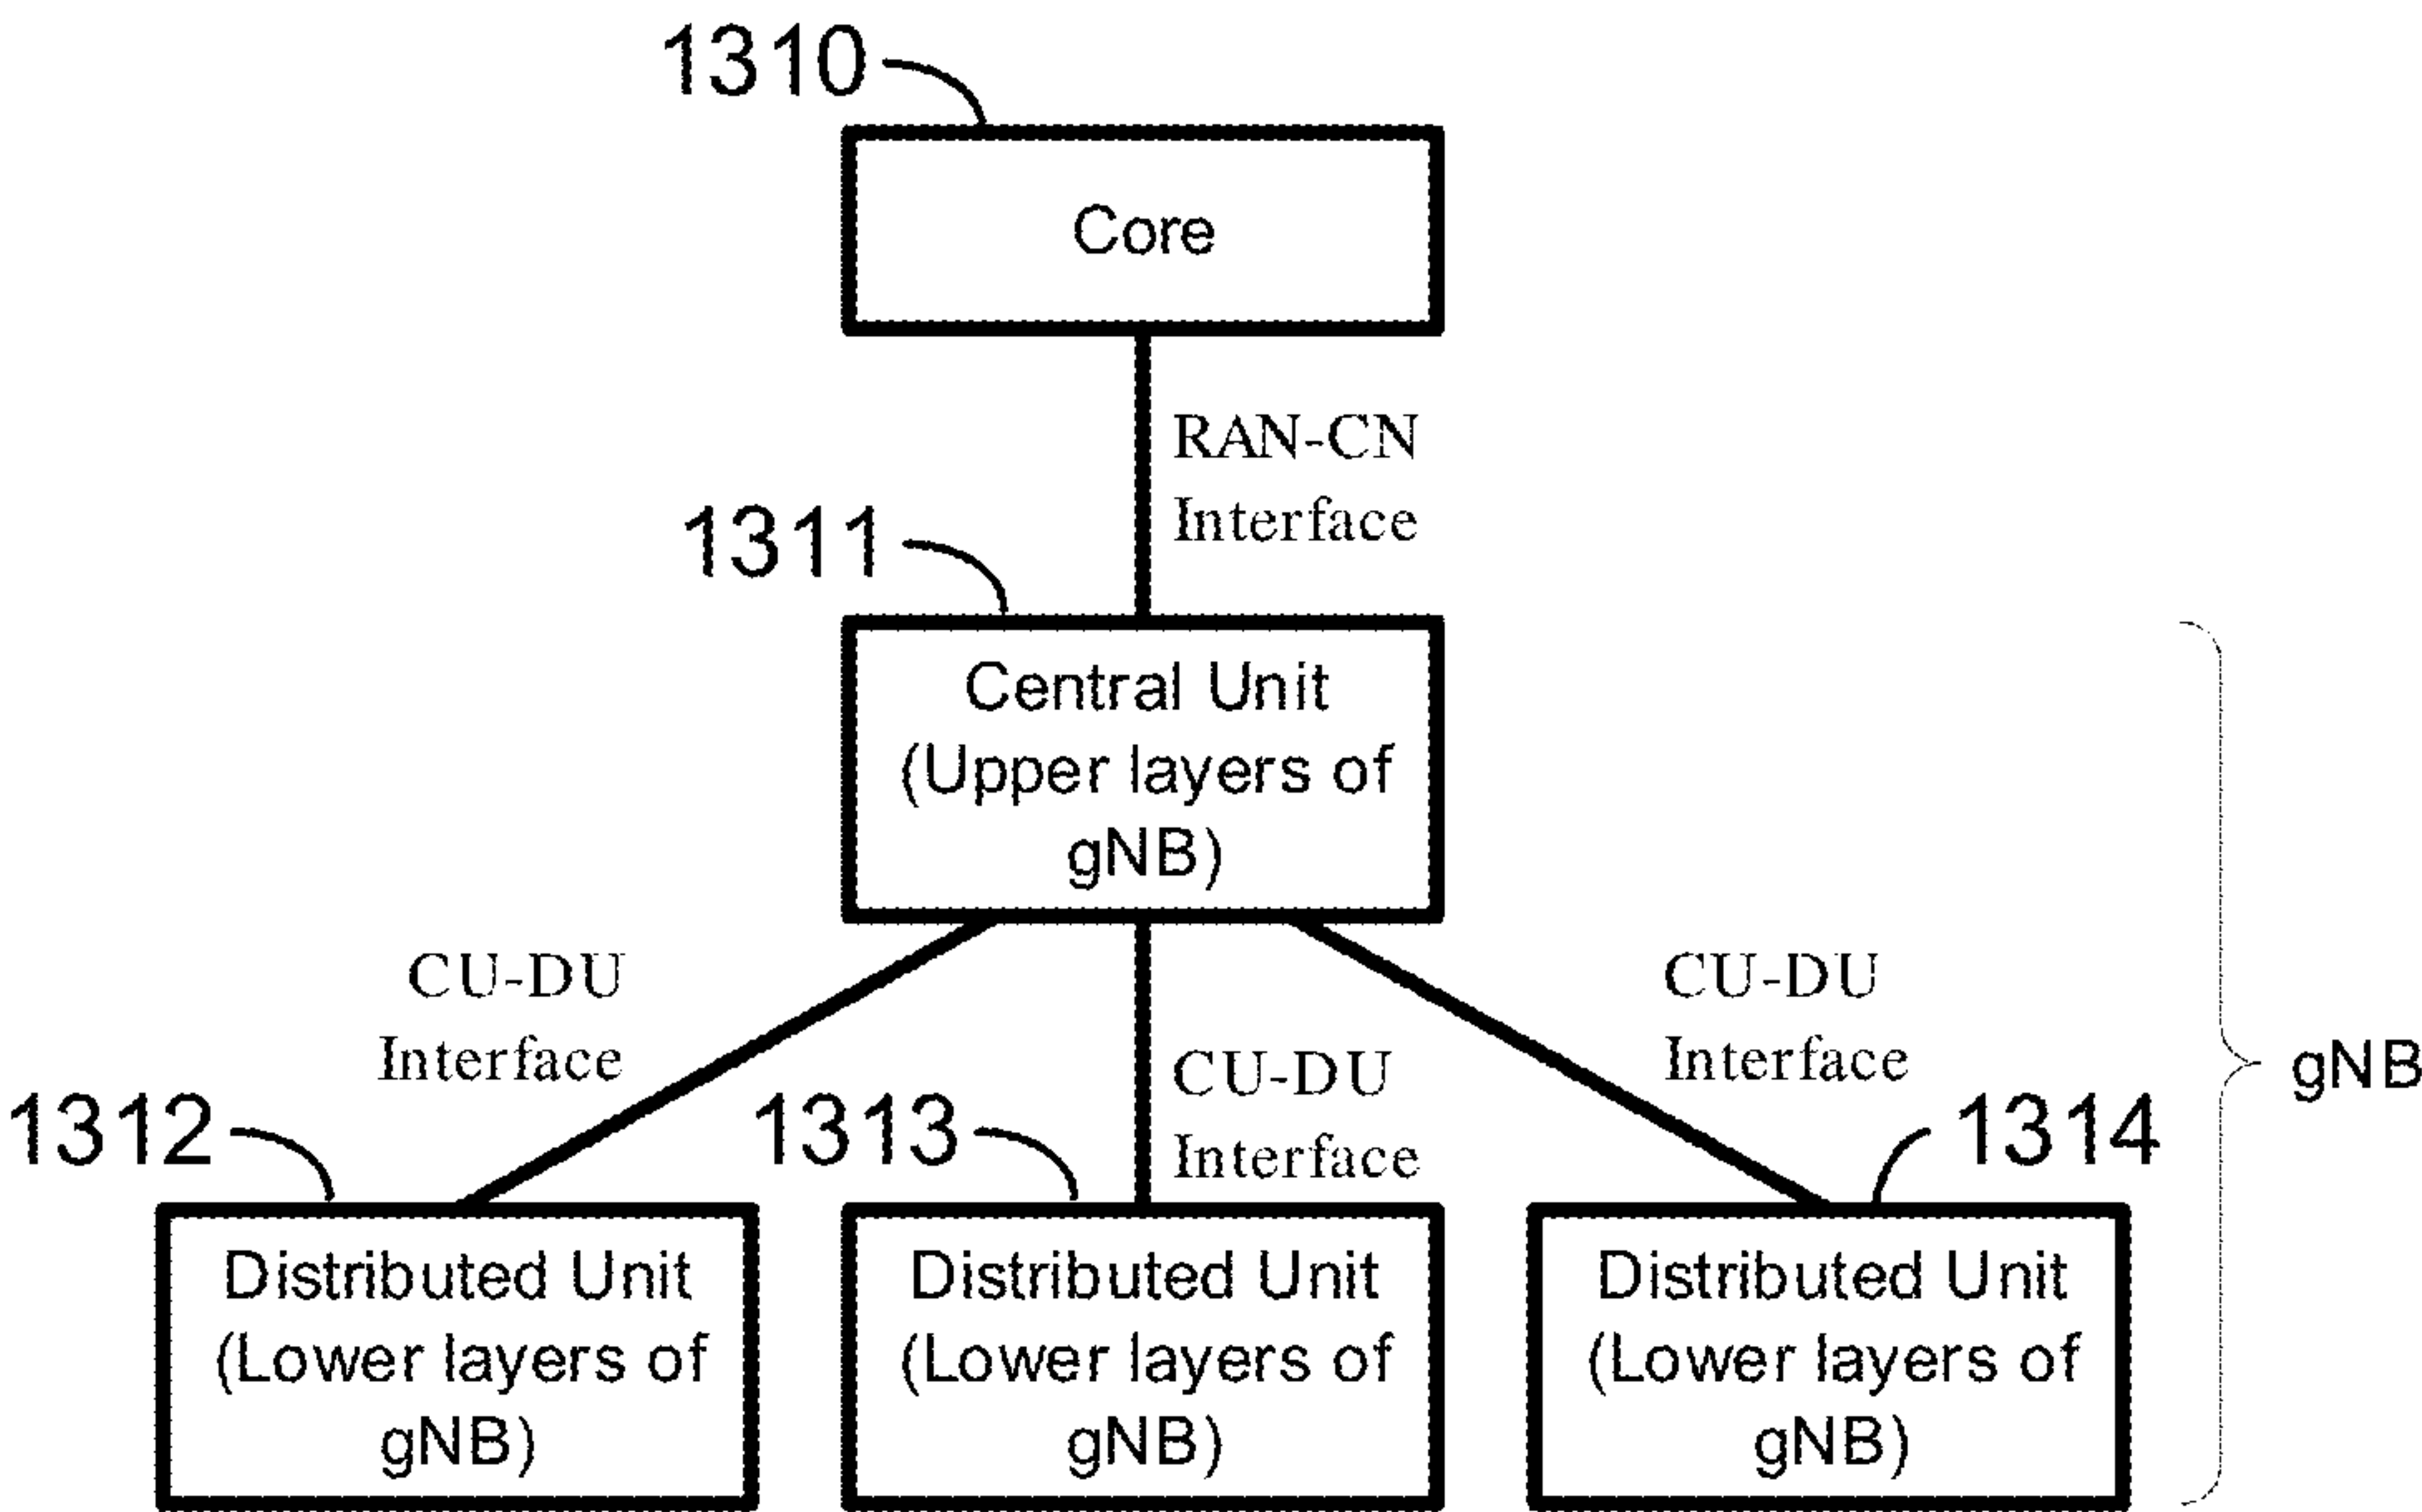 1310
Core
RAN-CN
Interface
1311
Central Unit
(Upper layers of
gNB)
CU-DU
Interface
CU-DU
Interface
CU-DU
Interface
gNB
1312
1313
1314
Distributed Unit
(Lower layers of
gNB)
Distributed Unit
(Lower layers of
gNB)
Distributed Unit
(Lower layers of
gNB)